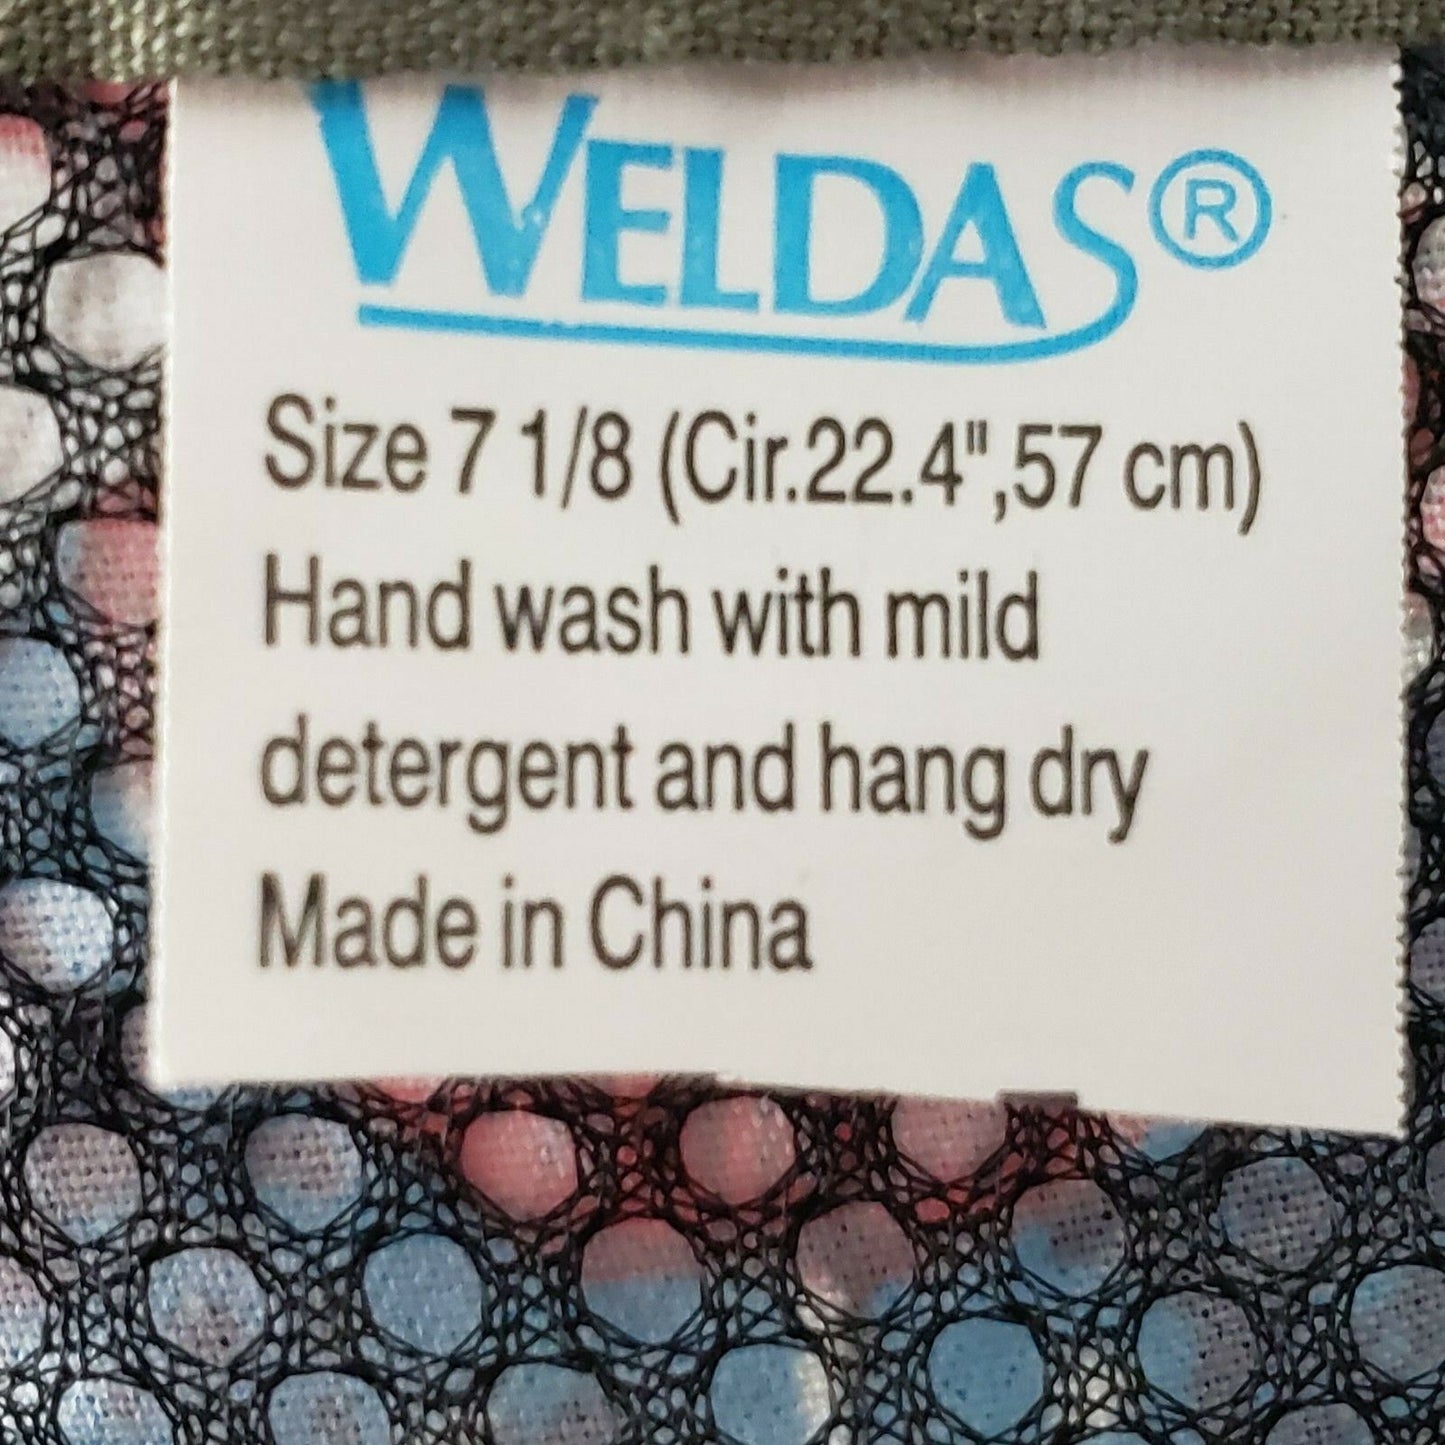 WELDAS®
Size 7 1/8 (Cir.22.4",57 cm)
Hand wash with mild
detergent and hang dry
Made in China